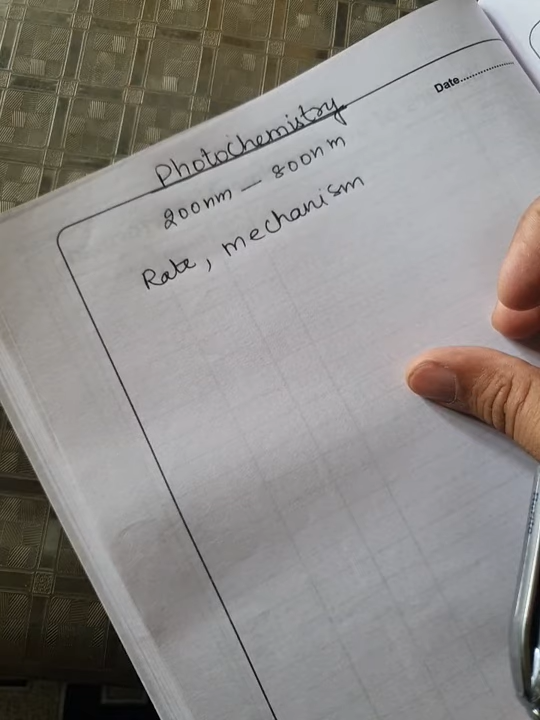 Date..................
Photochemistry
200nm — 800nm
Rate, mechanism